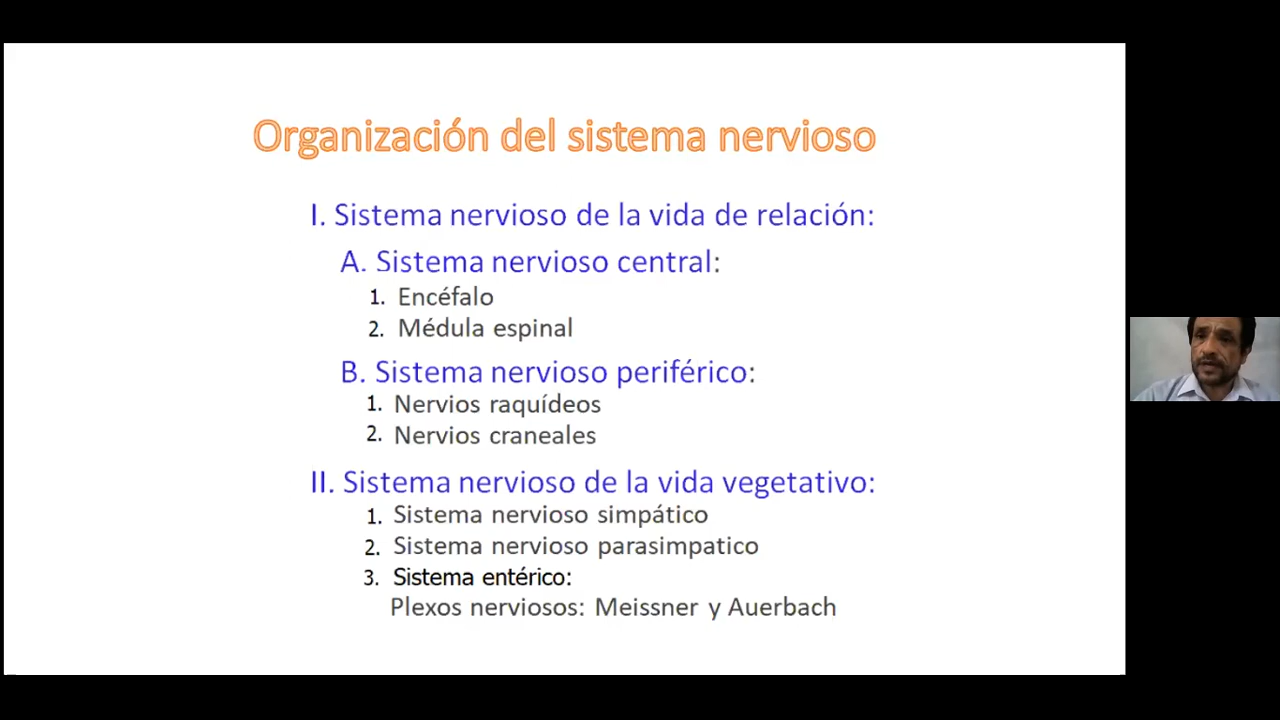 Organización del sistema nervioso
I. Sistema nervioso de la vida de relación:
A. Sistema nervioso central:
1. Encéfalo
2. Médula espinal
B. Sistema nervioso periférico:
1. Nervios raquídeos
2. Nervios craneales
II. Sistema nervioso de la vida vegetativo:
1. Sistema nervioso simpático
2. Sistema nervioso parasimpatico
3. Sistema entérico:
Plexos nerviosos: Meissner y Auerbach